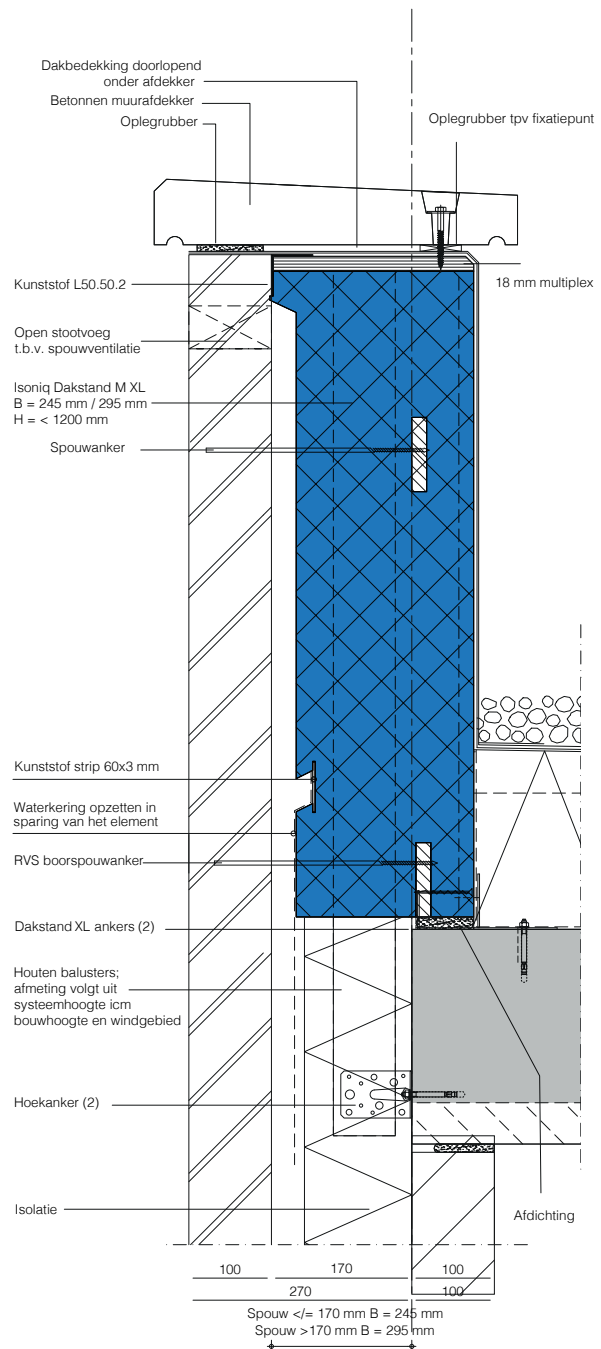 Dakbedekking doorlopend
onder afdekker
Betonnen muurafdekker
Oplegrubber
Oplegrubber tpv fixatiepunt
Kunststof L50.50.2
18 mm multiplex
Open stootvoeg
t.b.v. spouwventilatie
Isoniq Dakstand M XL
B = 245 mm / 295 mm
H = < 1200 mm
Spouwanker
Kunststof strip 60x3 mm
Waterkering opzetten in
sparing van het element
RVS boorspouwanker
Dakstand XL ankers (2)
Houten balusters;
afmeting volgt uit
systeemhoogte icm
bouwhoogte en windgebied
Hoekanker (2)
Isolatie
Afdichting
100 170 100
270 100
Spouw </= 170 mm B = 245 mm
Spouw >170 mm B = 295 mm